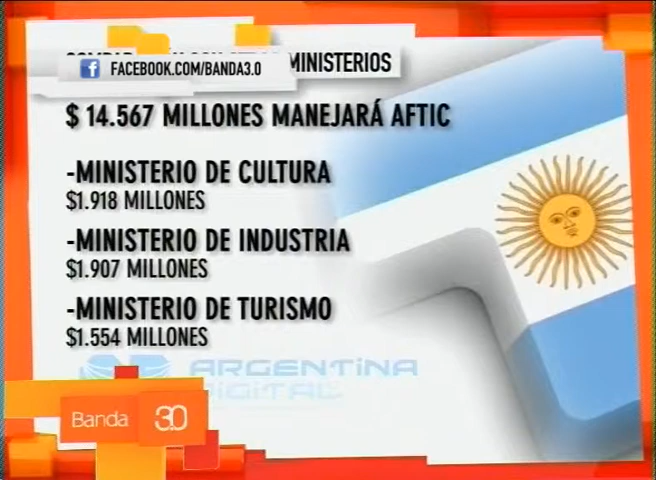 MINISTERIOS
FACEBOOK.COM/BANDA3.0
$ 14.567 MILLONES MANEJARÁ AFTIC
-MINISTERIO DE CULTURA
$1.918 MILLONES
-MINISTERIO DE INDUSTRIA
$1.907 MILLONES
-MINISTERIO DE TURISMO
$1.554 MILLONES
ARGENTINA
DIGITAL
Banda 3.0